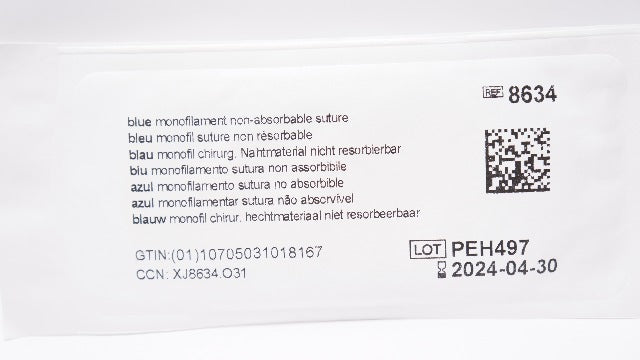 REF 8634
blue monofilament non-absorbable suture
bleu monofil suture non résorbable
blau monofil chirurg. Nahtmaterial nicht resorbierbar
blu monofilamento sutura non assorbibile
azul monofilamento sutura no absorbible
azul monofilamentar sutura não absorvível
blauw monofil chirur. hechtmateriaal niet resorbeerbaar
GTIN:(01)10705031018167
CCN: XJ8634.O31
LOT PEH497
2024-04-30